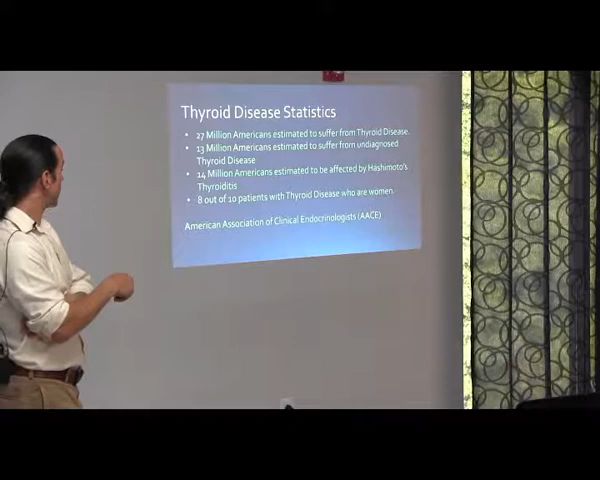 Thyroid Disease Statistics
• 27 Million Americans estimated to suffer from Thyroid Disease.
• 13 Million Americans estimated to suffer from undiagnosed
Thyroid Disease
• 14 Million Americans estimated to be affected by Hashimoto's
Thyroiditis
• 8 out of 10 patients with Thyroid Disease who are women.
American Association of Clinical Endocrinologists (AACE)